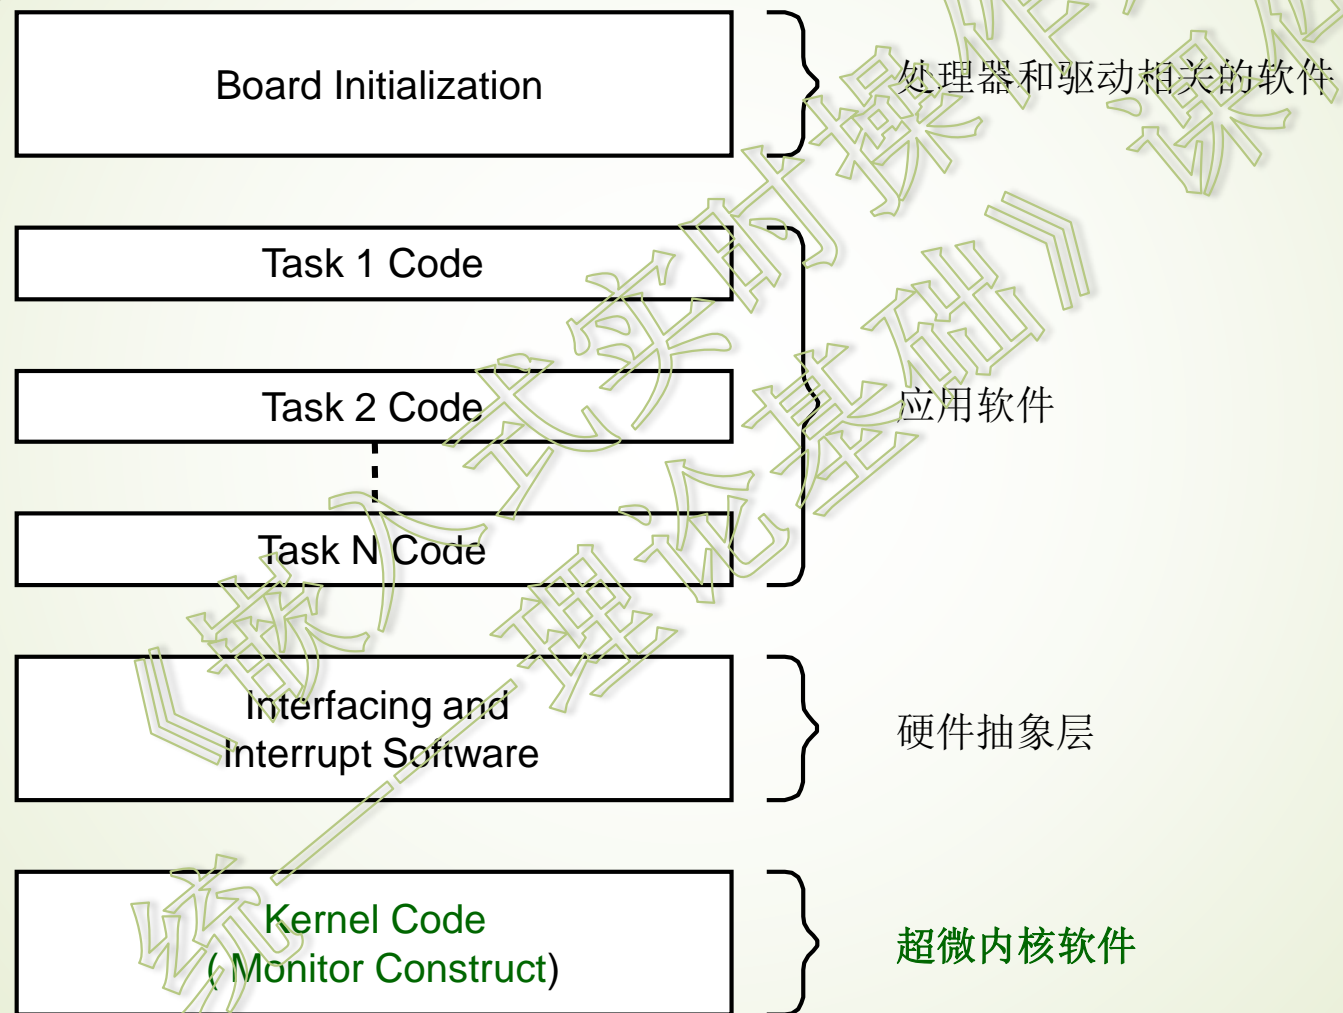 Board Initialization
处理器和驱动相关的软件
Task 1 Code
Task 2 Code
应用软件
Task N Code
Interfacing and
Interrupt Software
硬件抽象层
Kernel Code
( Monitor Construct)
超微内核软件
《嵌入式实时操作
统——理论基础》 课